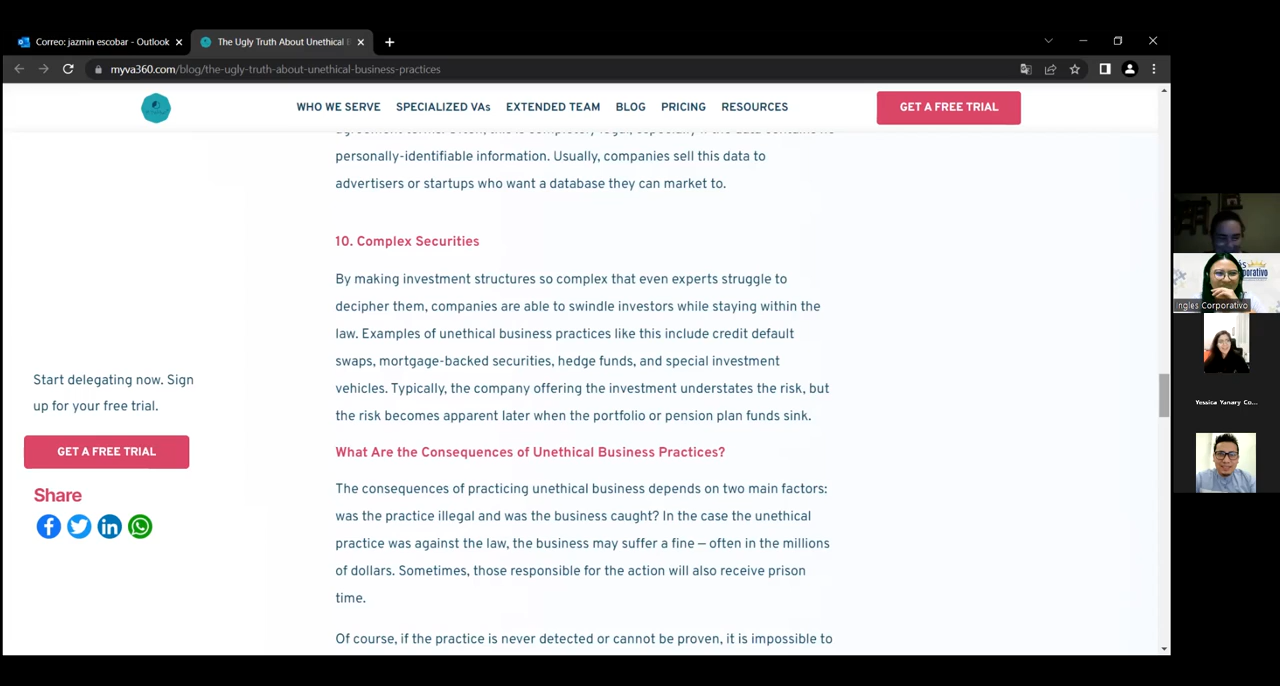 Correo: jazmin escobar - Outlook
The Ugly Truth About Unethical
myva360.com/blog/the-ugly-truth-about-unethical-business-practices
WHO WE SERVE SPECIALIZED VAs EXTENDED TEAM BLOG PRICING RESOURCES
GET A FREE TRIAL
personally-identifiable information. Usually, companies sell this data to
advertisers or startups who want a database they can market to.
10. Complex Securities
By making investment structures so complex that even experts struggle to
decipher them, companies are able to swindle investors while staying within the
law. Examples of unethical business practices like this include credit default
swaps, mortgage-backed securities, hedge funds, and special investment
vehicles. Typically, the company offering the investment understates the risk, but
the risk becomes apparent later when the portfolio or pension plan funds sink.
What Are the Consequences of Unethical Business Practices?
The consequences of practicing unethical business depends on two main factors:
was the practice illegal and was the business caught? In the case the unethical
practice was against the law, the business may suffer a fine — often in the millions
of dollars. Sometimes, those responsible for the action will also receive prison
time.
Of course, if the practice is never detected or cannot be proven, it is impossible to
Start delegating now. Sign
up for your free trial.
GET A FREE TRIAL
Share
Ingles Corporativo
Yessica Yanary Co...